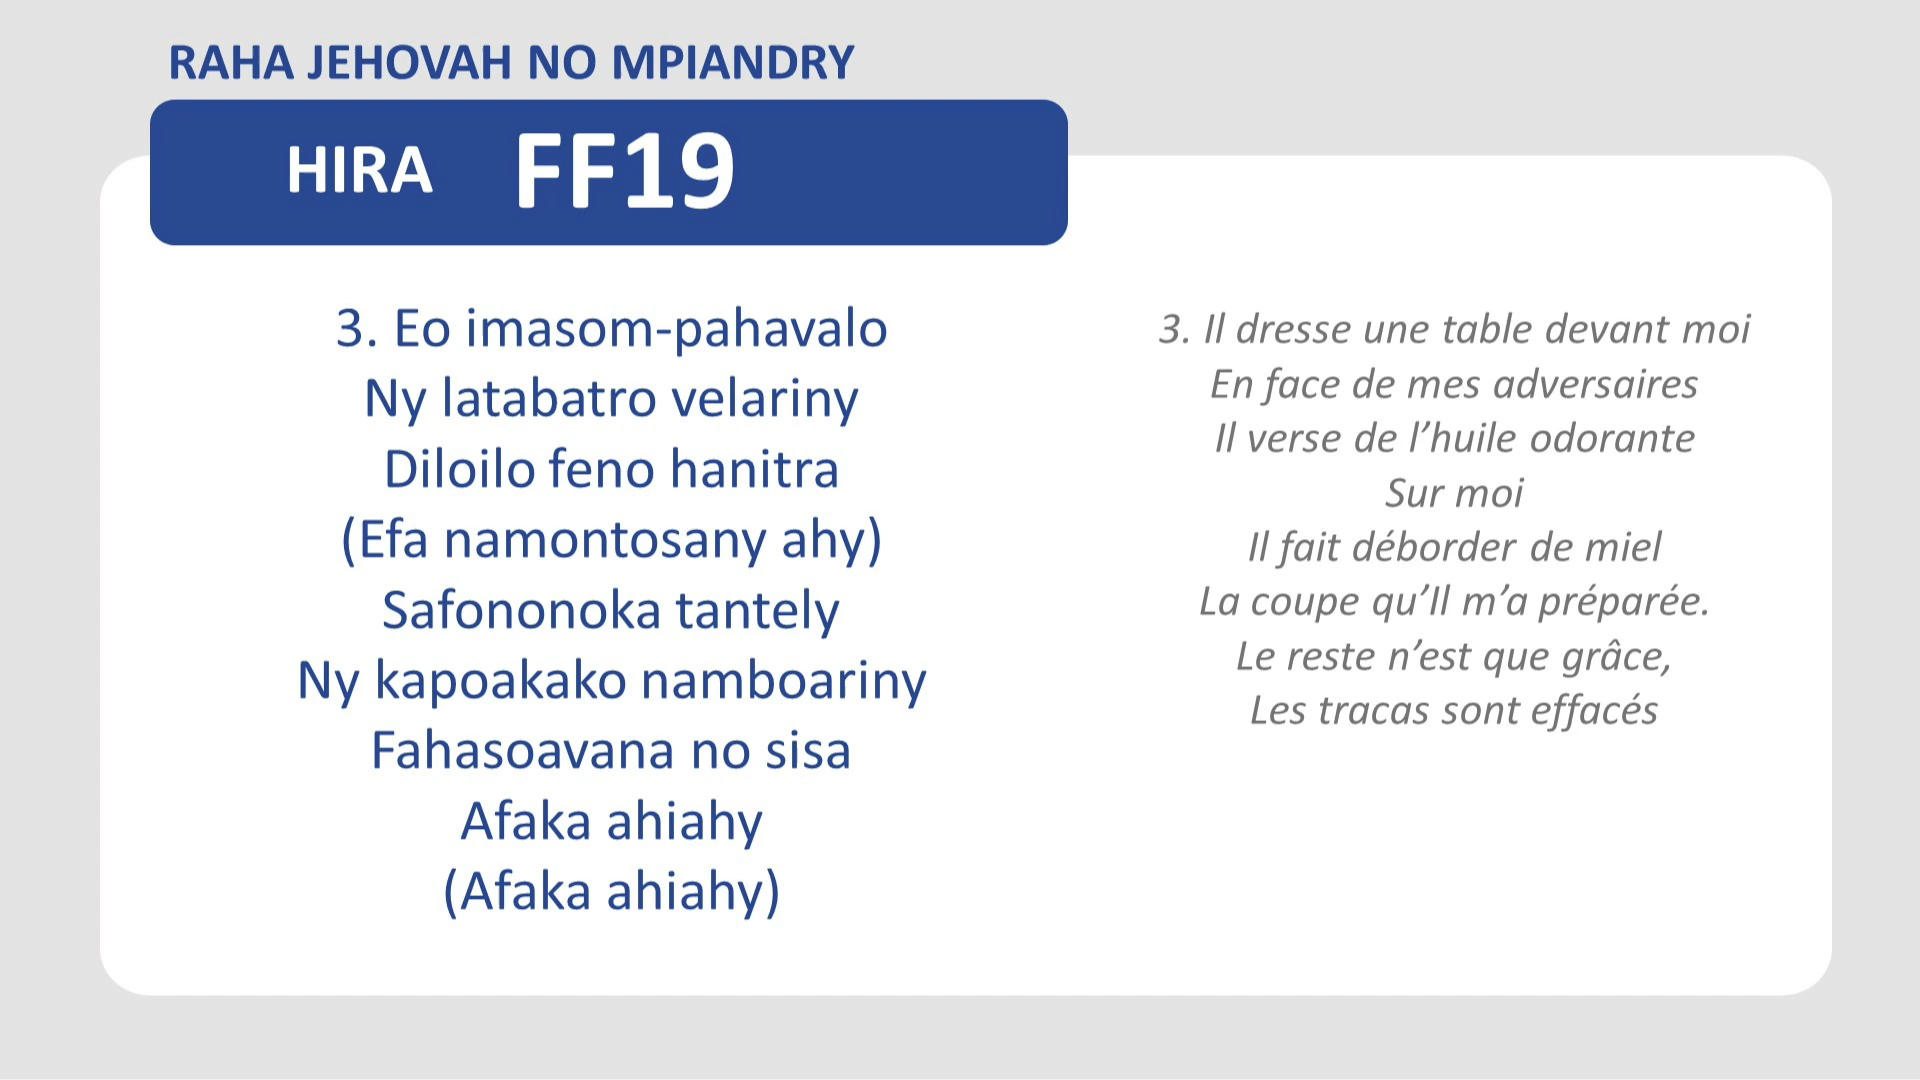 RAHA JEHOVAH NO MPIANDRY
HIRA FF19
3. Eo imasom-pahavalo
Ny latabatro velariny
Diloilo feno hanitra
(Efa namontosany ahy)
Safononoka tantely
Ny kapoakako namboariny
Fahasoavana no sisa
Afaka ahiahy
(Afaka ahiahy)
3. Il dresse une table devant moi
En face de mes adversaires
Il verse de l’huile odorante
Sur moi
Il fait déborder de miel
La coupe qu’Il m’a préparée.
Le reste n’est que grâce,
Les tracas sont effacés